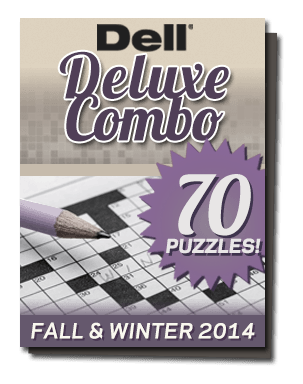 Dell®
Deluxe
Combo
70
PUZZLES!
FALL & WINTER 2014